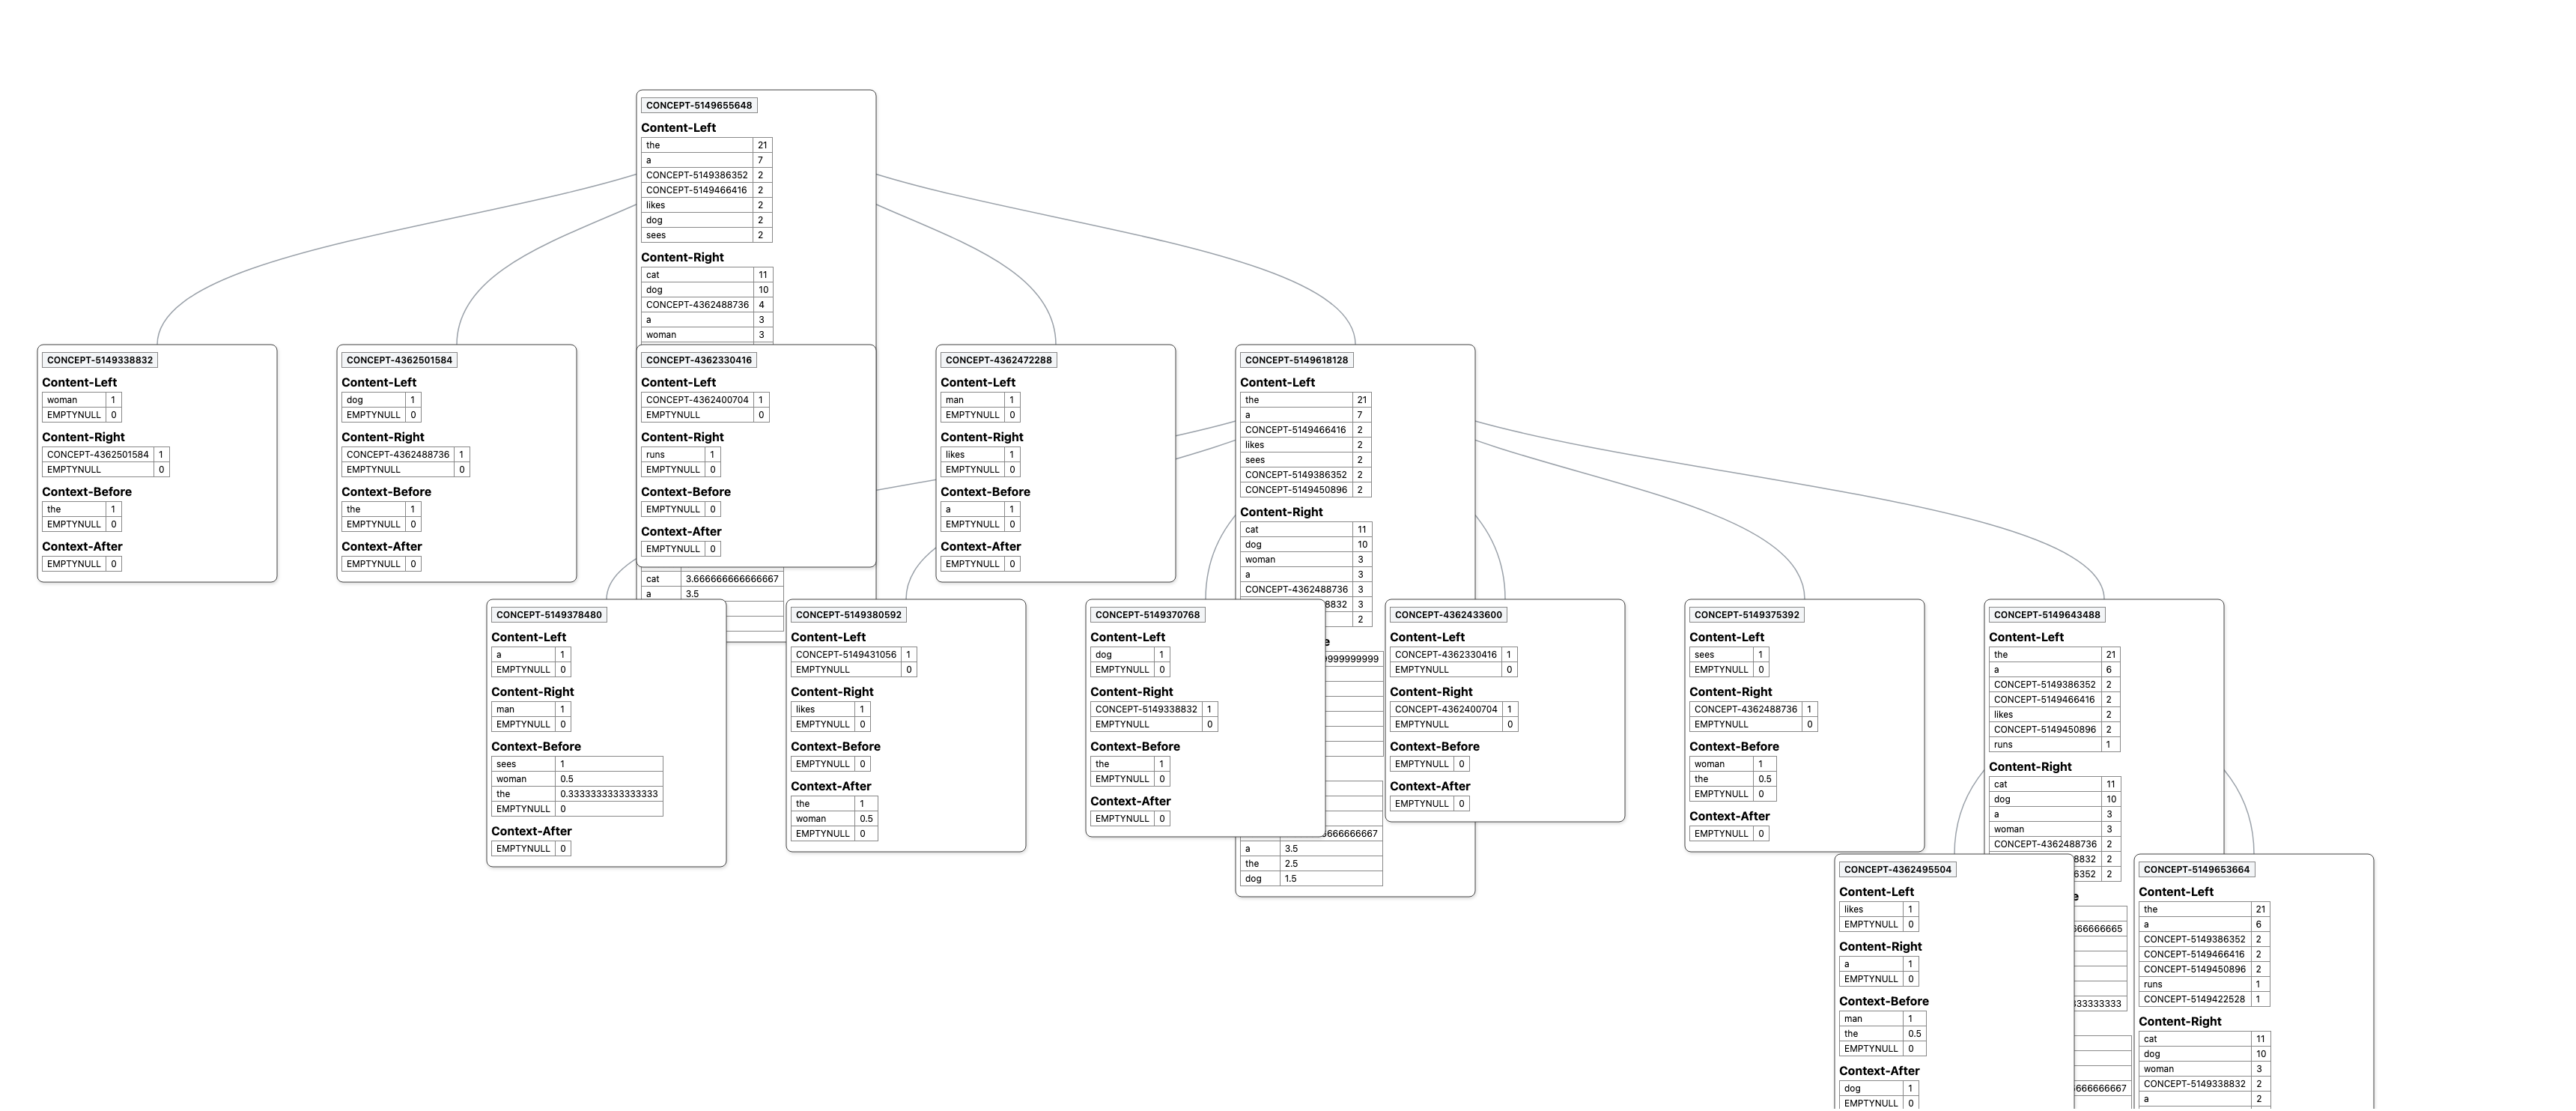 CONCEPT-5149655648
Content-Left
the 21
a 7
CONCEPT-5149386352 2
CONCEPT-5149466416 2
likes 2
dog 2
sees 2
Content-Right
cat 11
dog 10
CONCEPT-4362488736 4
a 3
woman 3
cat 3.666666666666667
a 3.5
CONCEPT-5149338832
Content-Left
woman 1
EMPTYNULL 0
Content-Right
CONCEPT-4362501584 1
EMPTYNULL 0
Context-Before
the 1
EMPTYNULL 0
Context-After
EMPTYNULL 0
CONCEPT-4362501584
Content-Left
dog 1
EMPTYNULL 0
Content-Right
CONCEPT-4362488736 1
EMPTYNULL 0
Context-Before
the 1
EMPTYNULL 0
Context-After
EMPTYNULL 0
CONCEPT-4362330416
Content-Left
CONCEPT-4362400704 1
EMPTYNULL 0
Content-Right
runs 1
EMPTYNULL 0
Context-Before
EMPTYNULL 0
Context-After
EMPTYNULL 0
CONCEPT-4362472288
Content-Left
man 1
EMPTYNULL 0
Content-Right
likes 1
EMPTYNULL 0
Context-Before
a 1
EMPTYNULL 0
Context-After
EMPTYNULL 0
CONCEPT-5149618128
Content-Left
the 21
a 7
CONCEPT-5149466416 2
likes 2
sees 2
CONCEPT-5149386352 2
CONCEPT-5149450896 2
Content-Right
cat 11
dog 10
woman 3
a 3
CONCEPT-4362488736 3
8832 3
2
e
9999999999
6666666667
a 3.5
the 2.5
dog 1.5
CONCEPT-5149378480
Content-Left
a 1
EMPTYNULL 0
Content-Right
man 1
EMPTYNULL 0
Context-Before
sees 1
woman 0.5
the 0.3333333333333333
EMPTYNULL 0
Context-After
EMPTYNULL 0
CONCEPT-5149380592
Content-Left
CONCEPT-5149431056 1
EMPTYNULL 0
Content-Right
likes 1
EMPTYNULL 0
Context-Before
EMPTYNULL 0
Context-After
the 1
woman 0.5
EMPTYNULL 0
CONCEPT-5149370768
Content-Left
dog 1
EMPTYNULL 0
Content-Right
CONCEPT-5149338832 1
EMPTYNULL 0
Context-Before
the 1
EMPTYNULL 0
Context-After
EMPTYNULL 0
CONCEPT-4362433600
Content-Left
CONCEPT-4362330416 1
EMPTYNULL 0
Content-Right
CONCEPT-4362400704 1
EMPTYNULL 0
Context-Before
EMPTYNULL 0
Context-After
EMPTYNULL 0
CONCEPT-5149375392
Content-Left
sees 1
EMPTYNULL 0
Content-Right
CONCEPT-4362488736 1
EMPTYNULL 0
Context-Before
woman 1
the 0.5
EMPTYNULL 0
Context-After
EMPTYNULL 0
CONCEPT-5149643488
Content-Left
the 21
a 6
CONCEPT-5149386352 2
CONCEPT-5149466416 2
likes 2
CONCEPT-5149450896 2
runs 1
Content-Right
cat 11
dog 10
a 3
woman 3
CONCEPT-4362488736 2
8832 2
6352 2
e
666666665
333333333
6666666667
CONCEPT-4362495504
Content-Left
likes 1
EMPTYNULL 0
Content-Right
a 1
EMPTYNULL 0
Context-Before
man 1
the 0.5
EMPTYNULL 0
Context-After
dog 1
EMPTYNULL 0
CONCEPT-5149653664
Content-Left
the 21
a 6
CONCEPT-5149386352 2
CONCEPT-5149466416 2
CONCEPT-5149450896 2
runs 1
CONCEPT-5149422528 1
Content-Right
cat 11
dog 10
woman 3
CONCEPT-5149338832 2
a 2